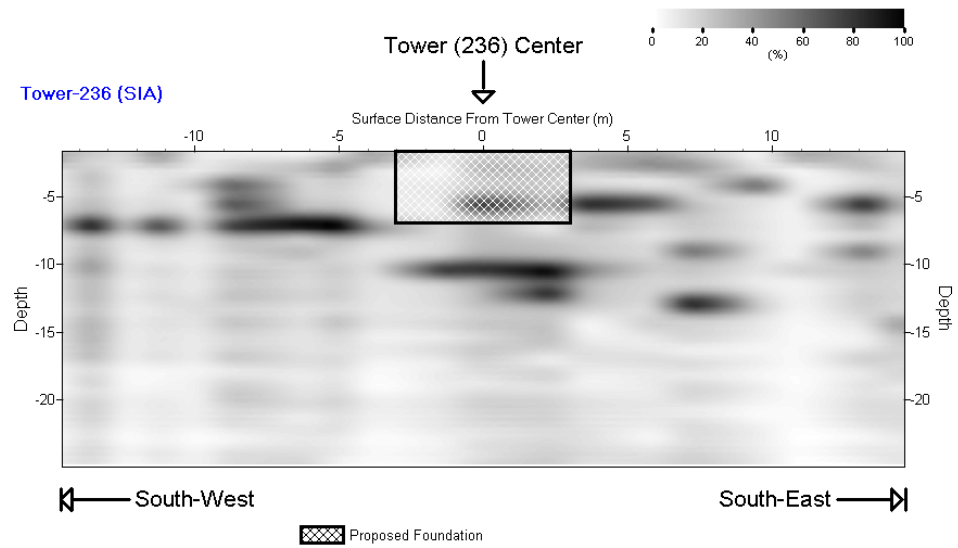 0 20 40 60 80 100
(%)
Tower (236) Center
Tower-236 (SIA)
Surface Distance From Tower Center (m)
-10 -5 0 5 10
-5 -5
-10 -10
Depth Depth
-15 -15
-20 -20
South-West South-East
Proposed Foundation